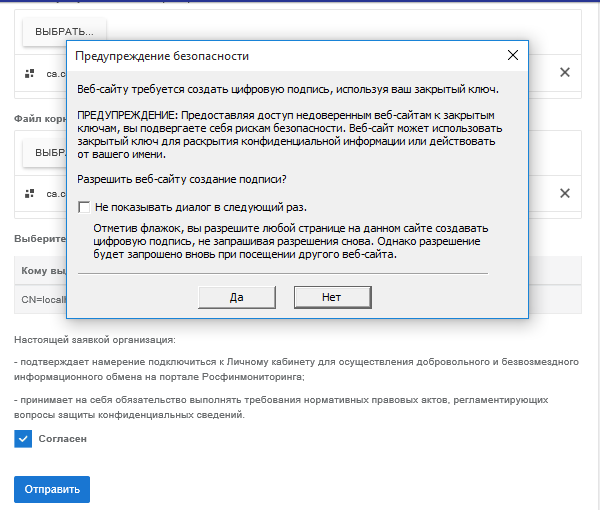 ВЫБРАТЬ...
Предупреждение безопасности
ca.c
Веб-сайту требуется создать цифровую подпись, используя ваш закрытый ключ.
ПРЕДУПРЕЖДЕНИЕ: Предоставляя доступ недоверенным веб-сайтам к закрытым
ключам, вы подвергаете себя рискам безопасности. Веб-сайт может использовать
закрытый ключ для раскрытия конфиденциальной информации или действовать
от вашего имени.
Файл корн
ВЫБР
Разрешить веб-сайту создание подписи?
ca.c
Не показывать диалог в следующий раз.
Отметив флажок, вы разрешите любой странице на данном сайте создавать
цифровую подпись, не запрашивая разрешения снова. Однако разрешение
будет запрошено вновь при посещении другого веб-сайта.
Выберите
Кому выд
CN=local
Да
Нет
Настоящей заявкой организация:
- подтверждает намерение подключиться к Личному кабинету для осуществления добровольного и безвозмездного
информационного обмена на портале Росфинмониторинга;
- принимает на себя обязательство выполнять требования нормативных правовых актов, регламентирующих
вопросы защиты конфиденциальных сведений.
Согласен
Отправить